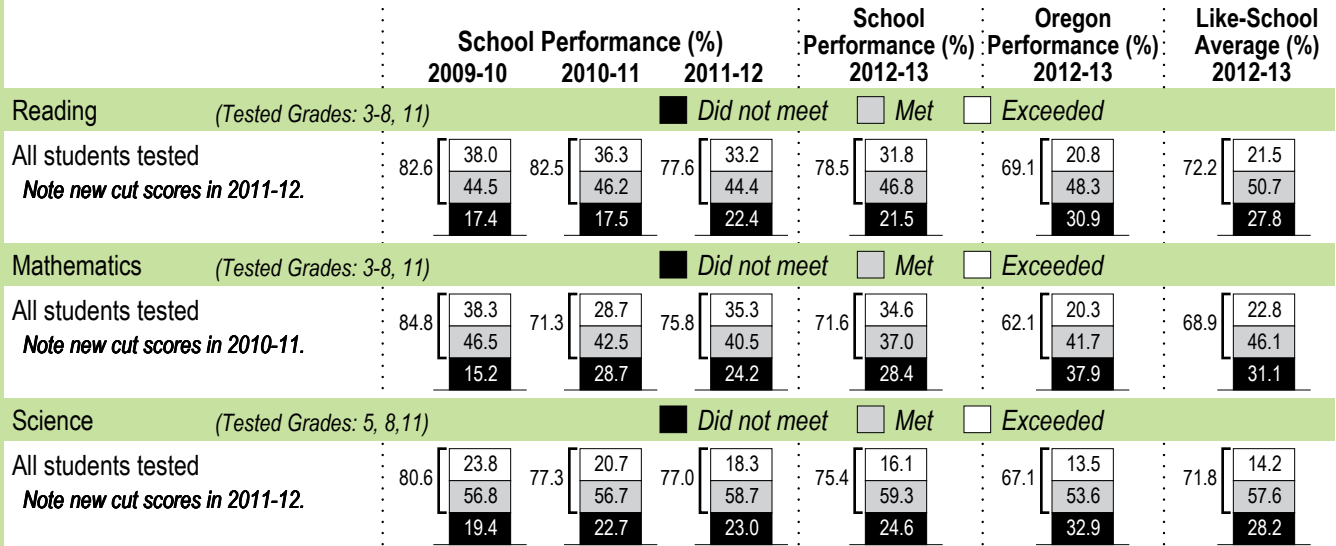 School Performance (%)
2009-10 2010-11 2011-12
School
Performance (%)
2012-13
Oregon
Performance (%)
2012-13
Like-School
Average (%)
2012-13
Reading (Tested Grades: 3-8, 11) Did not meet Met Exceeded
All students tested
Note new cut scores in 2011-12.
82.6 38.0 82.5 36.3 77.6 33.2 78.5 31.8 69.1 20.8 72.2 21.5
44.5 46.2 44.4 46.8 48.3 50.7
17.4 17.5 22.4 21.5 30.9 27.8
Mathematics (Tested Grades: 3-8, 11) Did not meet Met Exceeded
All students tested
Note new cut scores in 2010-11.
84.8 38.3 71.3 28.7 75.8 35.3 71.6 34.6 62.1 20.3 68.9 22.8
46.5 42.5 40.5 37.0 41.7 46.1
15.2 28.7 24.2 28.4 37.9 31.1
Science (Tested Grades: 5, 8,11) Did not meet Met Exceeded
All students tested
Note new cut scores in 2011-12.
80.6 23.8 77.3 20.7 77.0 18.3 75.4 16.1 67.1 13.5 71.8 14.2
56.8 56.7 58.7 59.3 53.6 57.6
19.4 22.7 23.0 24.6 32.9 28.2